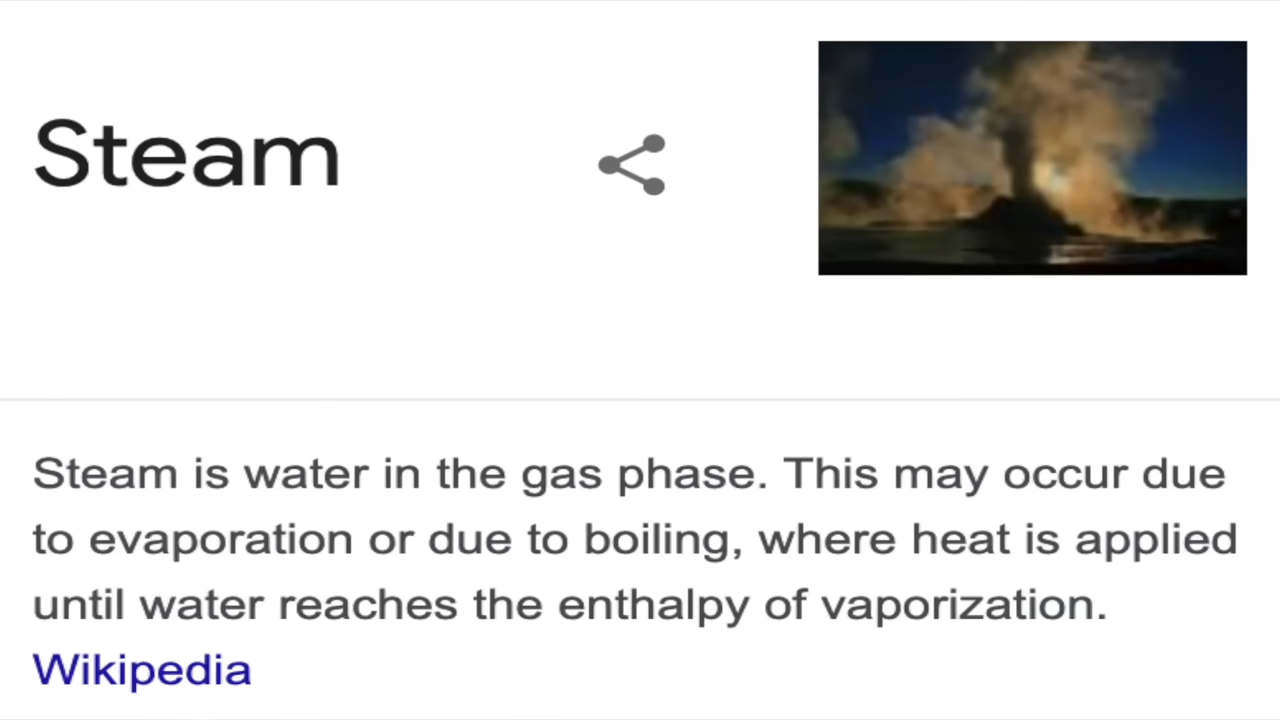 Steam
Steam is water in the gas phase. This may occur due
to evaporation or due to boiling, where heat is applied
until water reaches the enthalpy of vaporization.
Wikipedia